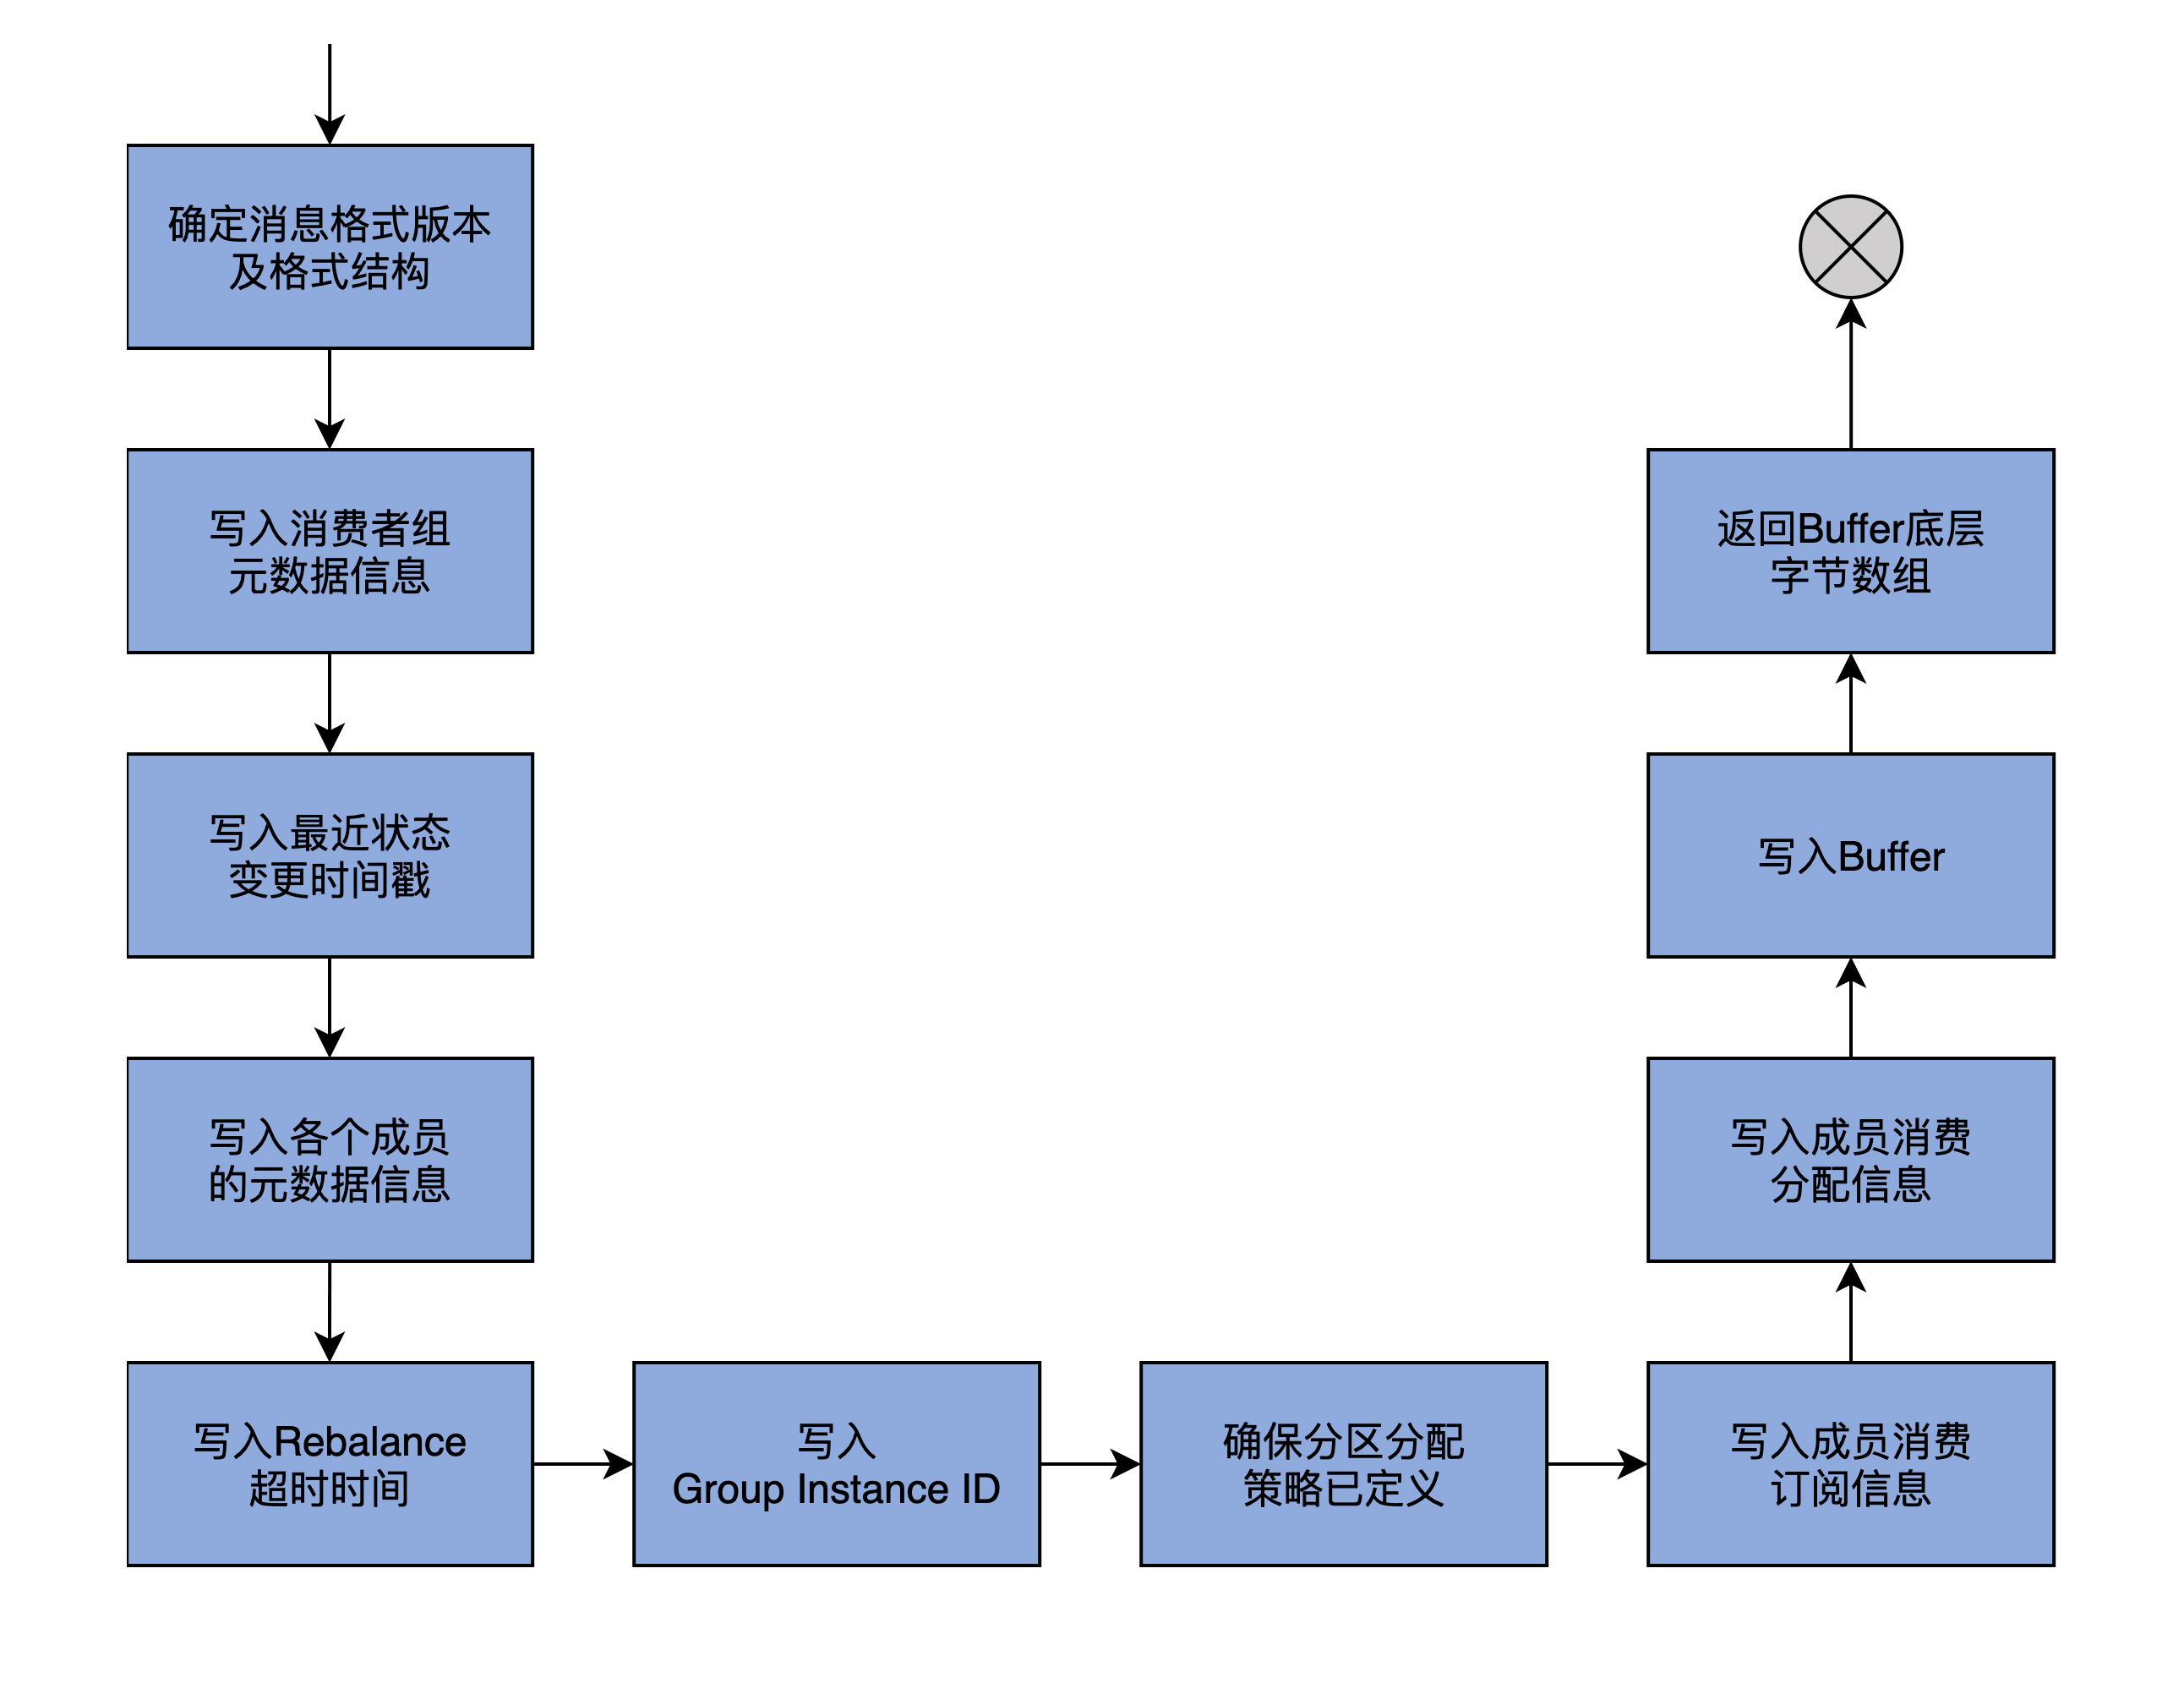 确定消息格式版本
及格式结构
写入消费者组
元数据信息
写入最近状态
变更时间戳
写入各个成员
的元数据信息
写入Rebalance
超时时间
写入
Group Instance ID
确保分区分配
策略已定义
写入成员消费
订阅信息
写入成员消费
分配信息
写入Buffer
返回Buffer底层
字节数组